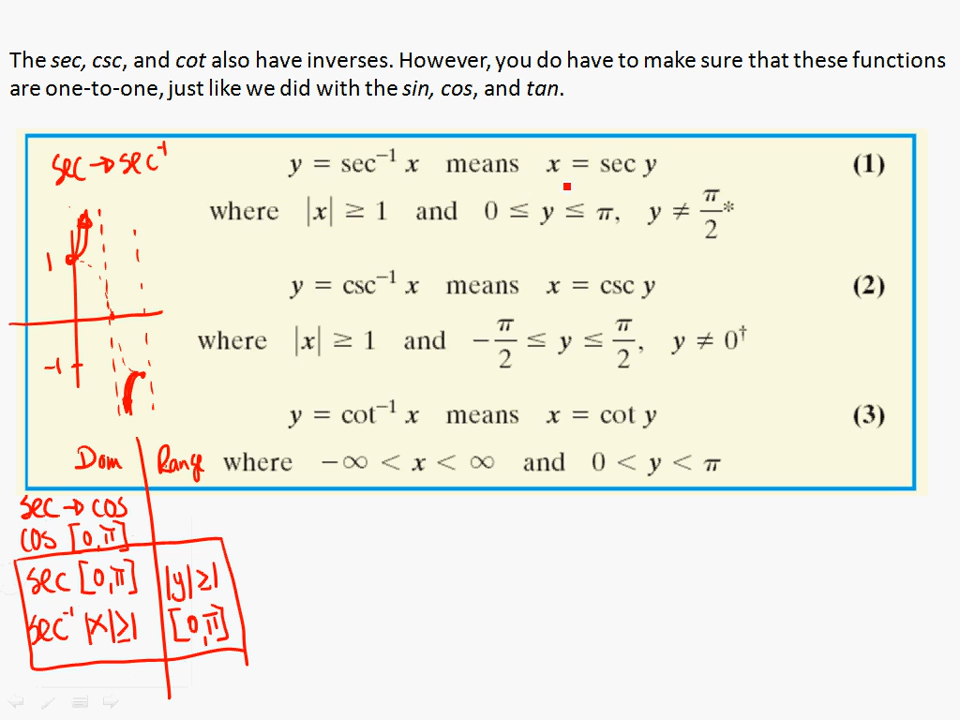 The sec, csc, and cot also have inverses. However, you do have to make sure that these functions
are one-to-one, just like we did with the sin, cos, and tan.
sec → sec⁻¹
y = sec⁻¹ x means x = sec y (1)
where |x| ≥ 1 and 0 ≤ y ≤ π, y ≠ π/2*
1
y = csc⁻¹ x means x = csc y (2)
where |x| ≥ 1 and -π/2 ≤ y ≤ π/2, y ≠ 0†
-1
y = cot⁻¹ x means x = cot y (3)
where -∞ < x < ∞ and 0 < y < π
Dom Rang
sec → cos
cos [0,π]
sec [0,π] |y|≥1
sec⁻¹ |x|≥1 [0,π]